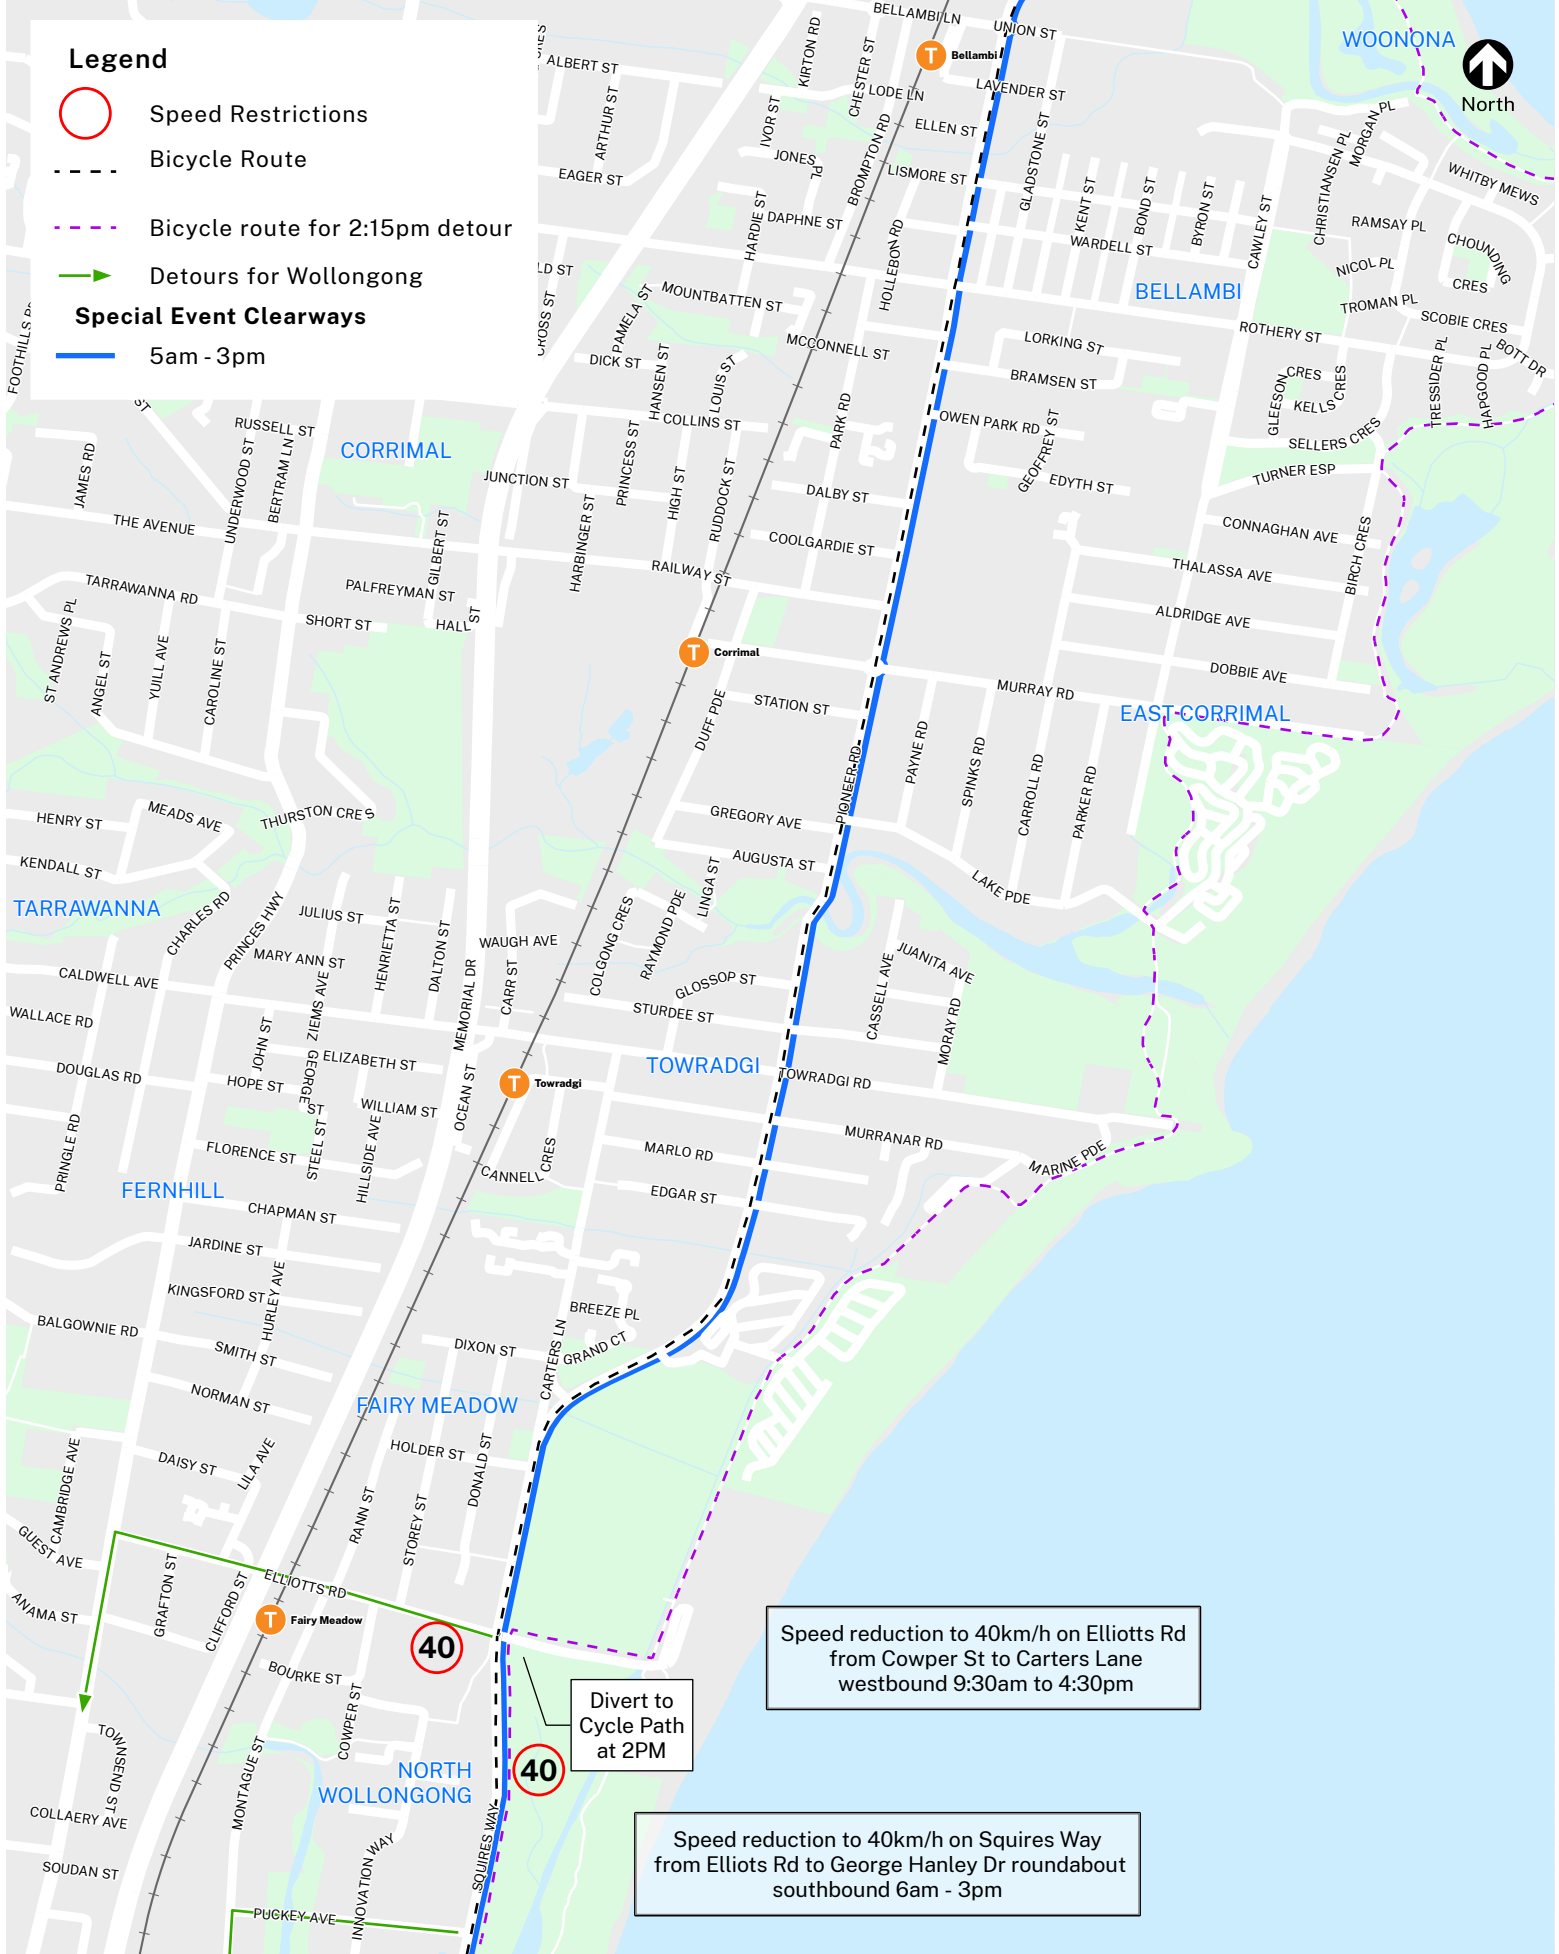 Legend
Speed Restrictions
Bicycle Route
Bicycle route for 2:15pm detour
Detours for Wollongong
Special Event Clearways
5am - 3pm
WOONONA
North
BELLAMBI LN
UNION ST
T
Bellambi
ALBERT ST
KIRTON RD
CHESTER ST
LODE LN
LAVENDER ST
ARTHUR ST
IVOR ST
ELLEN ST
BROMPTON RD
GLADSTONE ST
JONES PL
EAGER ST
LISMORE ST
KENT ST
BOND ST
BYRON ST
CAWLEY ST
CHRISTIANSEN PL
MORGAN PL
WHITBY MEWS
HARDIE ST
DAPHNE ST
HOLLEBON RD
WARDELL ST
RAMSAY PL
CHOUNDING CRES
NICOL PL
LD ST
MOUNTBATTEN ST
BELLAMBI
TROMAN PL
SCOBIE CRES
CROSS ST
PAMELA ST
MCCONNELL ST
LORKING ST
ROTHERY ST
BOTT DR
DICK ST
HANSEN ST
LOUIS ST
BRAMSEN ST
GLEESON CRES
KELLS CRES
TRESSIDER PL
HAPGOOD PL
COLLINS ST
PARK RD
OWEN PARK RD
GEOFFREY ST
SELLERS CRES
ST
RUSSELL ST
CORRIMAL
JAMES RD
UNDERWOOD ST
BERTRAM LN
JUNCTION ST
PRINCESS ST
HIGH ST
RUDDOCK ST
DALBY ST
EDYTH ST
TURNER ESP
THE AVENUE
GILBERT ST
HARBINGER ST
COOLGARDIE ST
CONNAGHAN AVE
BIRCH CRES
TARRAWANNA RD
PALFREYMAN ST
RAILWAY ST
THALASSA AVE
ST ANDREWS PL
SHORT ST
HALL ST
ALDRIDGE AVE
ANGEL ST
YUILL AVE
CAROLINE ST
T
Corrimal
DOBBIE AVE
DUFF PDE
STATION ST
MURRAY RD
EAST CORRIMAL
PIONEER RD
PAYNE RD
SPINKS RD
CARROLL RD
PARKER RD
HENRY ST
MEADS AVE
THURSTON CRES
GREGORY AVE
KENDALL ST
AUGUSTA ST
LAKE PDE
TARRAWANNA
CHARLES RD
PRINCES HWY
JULIUS ST
HENRIETTA ST
DALTON ST
WAUGH AVE
COLGONG CRES
RAYMOND PDE
LINGA ST
MARY ANN ST
CALDWELL AVE
ZIEMS AVE
MEMORIAL DR
CARR ST
GLOSSOP ST
JUANITA AVE
CASSELL AVE
MORAY RD
WALLACE RD
JOHN ST
STURDEE ST
DOUGLAS RD
HOPE ST
GEORGE ST
ELIZABETH ST
TOWRADGI
T
Towradgi
TOWRADGI RD
WILLIAM ST
OCEAN ST
PRINGLE RD
FLORENCE ST
STEEL ST
HILLSIDE AVE
CANNELL CRES
MARLO RD
MURRANAR RD
MARINE PDE
FERNHILL
EDGAR ST
CHAPMAN ST
JARDINE ST
KINGSFORD ST
HURLEY AVE
BREEZE PL
BALGOWNIE RD
SMITH ST
DIXON ST
CARTERS LN
GRAND CT
NORMAN ST
FAIRY MEADOW
CAMBRIDGE AVE
DAISY ST
LILA AVE
HOLDER ST
DONALD ST
RANN ST
STOREY ST
GUEST AVE
GRAFTON ST
ELLIOTTS RD
ANAMA ST
CLIFFORD ST
T
Fairy Meadow
40
Speed reduction to 40km/h on Elliotts Rd
from Cowper St to Carters Lane
westbound 9:30am to 4:30pm
BOURKE ST
Divert to
Cycle Path
at 2PM
COWPER ST
TOWNSEND ST
MONTAGUE ST
NORTH
WOLLONGONG
40
COLLAERY AVE
SQUIRES WAY
Speed reduction to 40km/h on Squires Way
from Elliots Rd to George Hanley Dr roundabout
southbound 6am - 3pm
SOUDAN ST
INNOVATION WAY
PUCKEY AVE